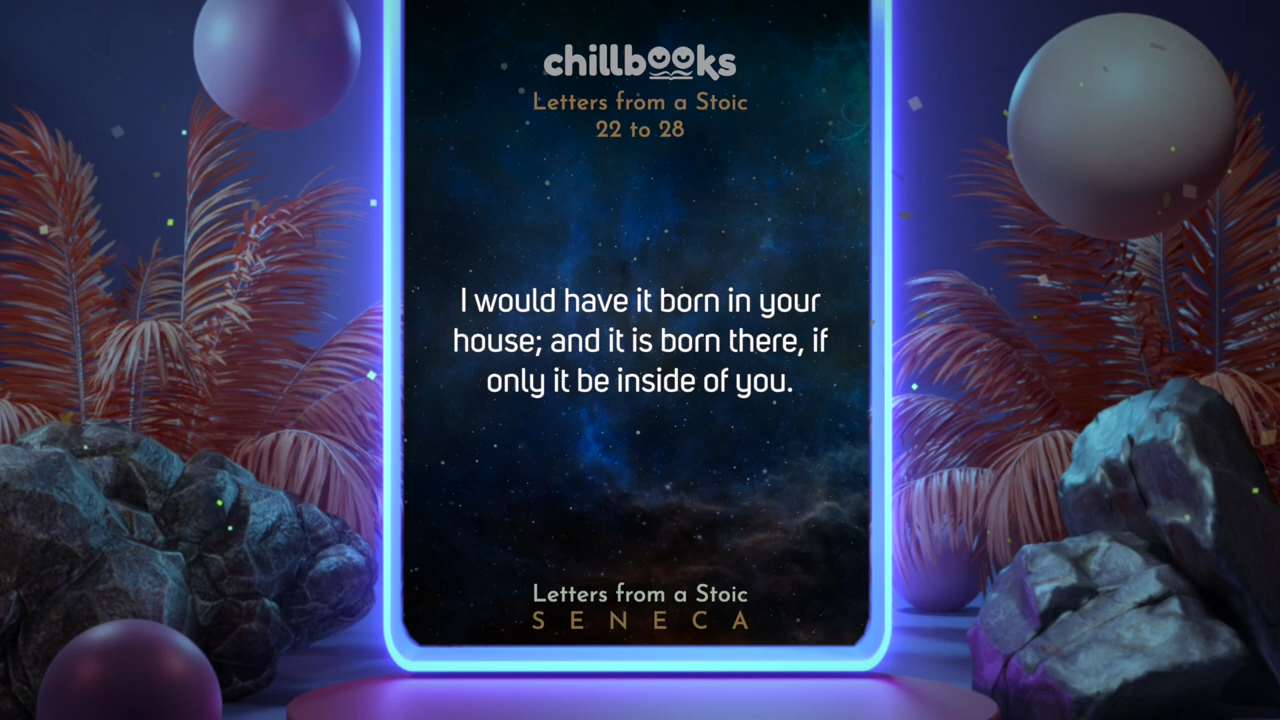 chillbooks
Letters from a Stoic
22 to 28
I would have it born in your
house; and it is born there, if
only it be inside of you.
Letters from a Stoic
SENECA